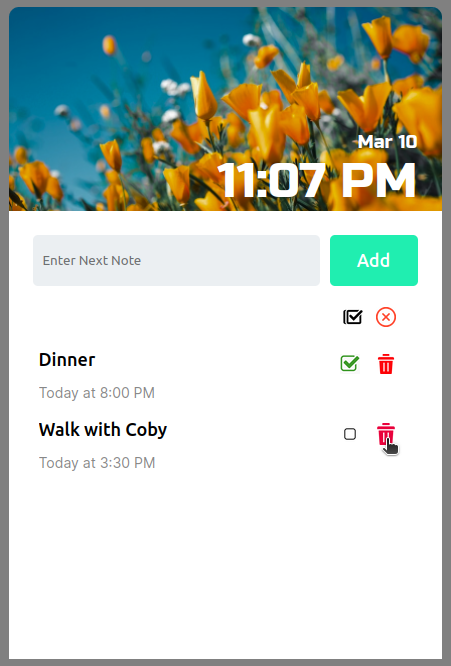 Mar 10
11:07 PM
Enter Next Note
Add
Dinner
Today at 8:00 PM
Walk with Coby
Today at 3:30 PM